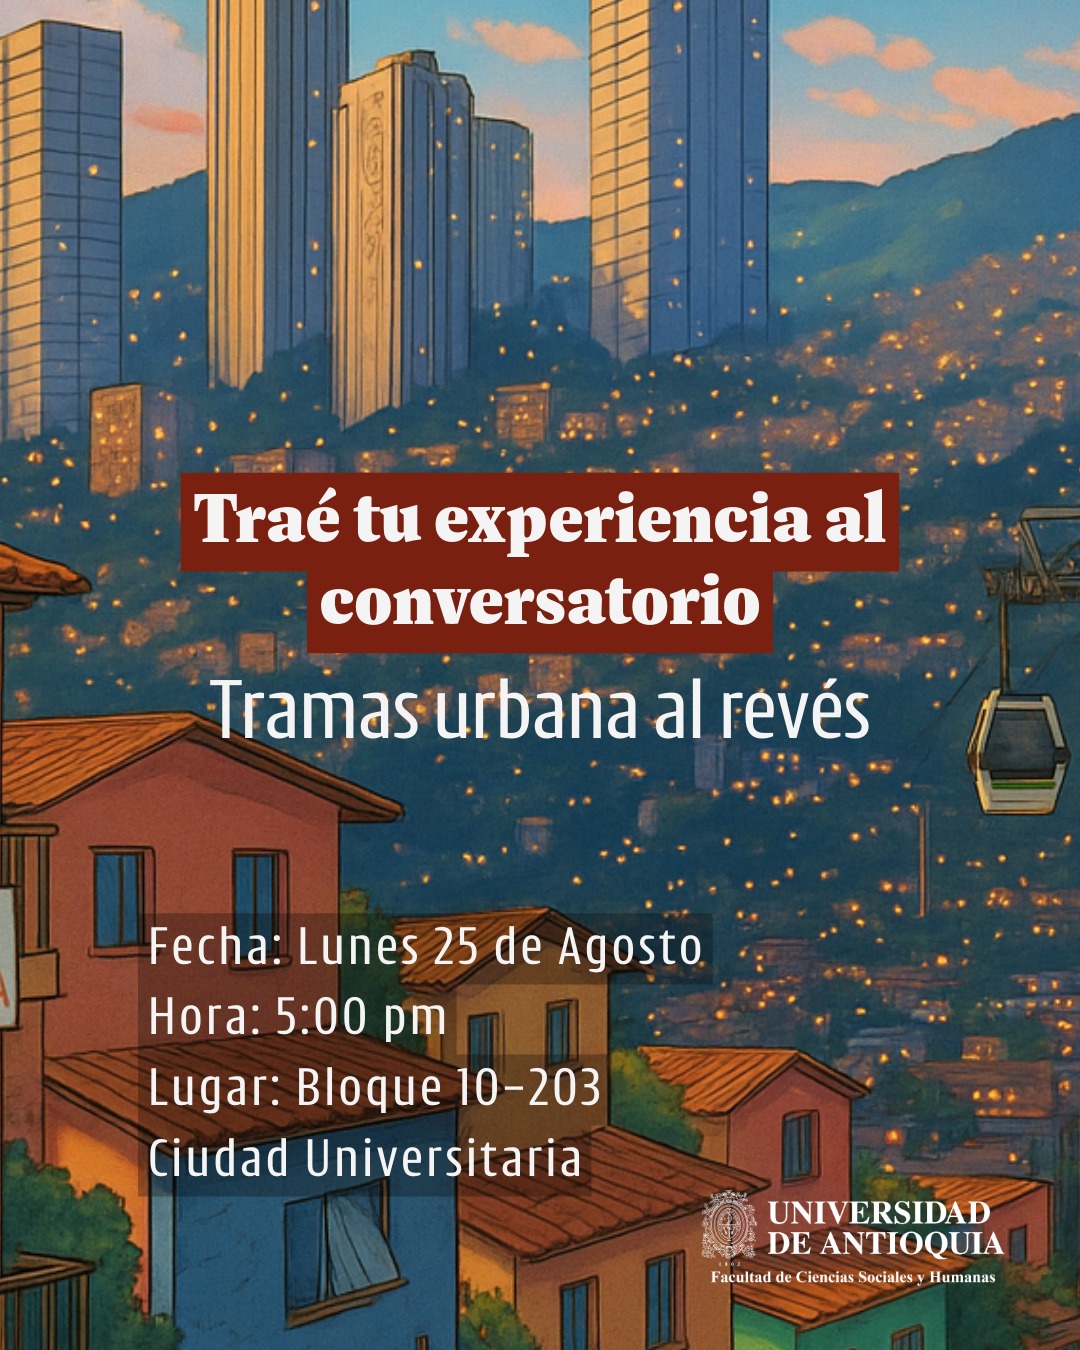 Traé tu experiencia al
conversatorio
Tramas urbana al revés
Fecha: Lunes 25 de Agosto
Hora: 5:00 pm
Lugar: Bloque 10-203
Ciudad Universitaria
UNIVERSIDAD
DE ANTIOQUIA
1803
Facultad de Ciencias Sociales y Humanas
A